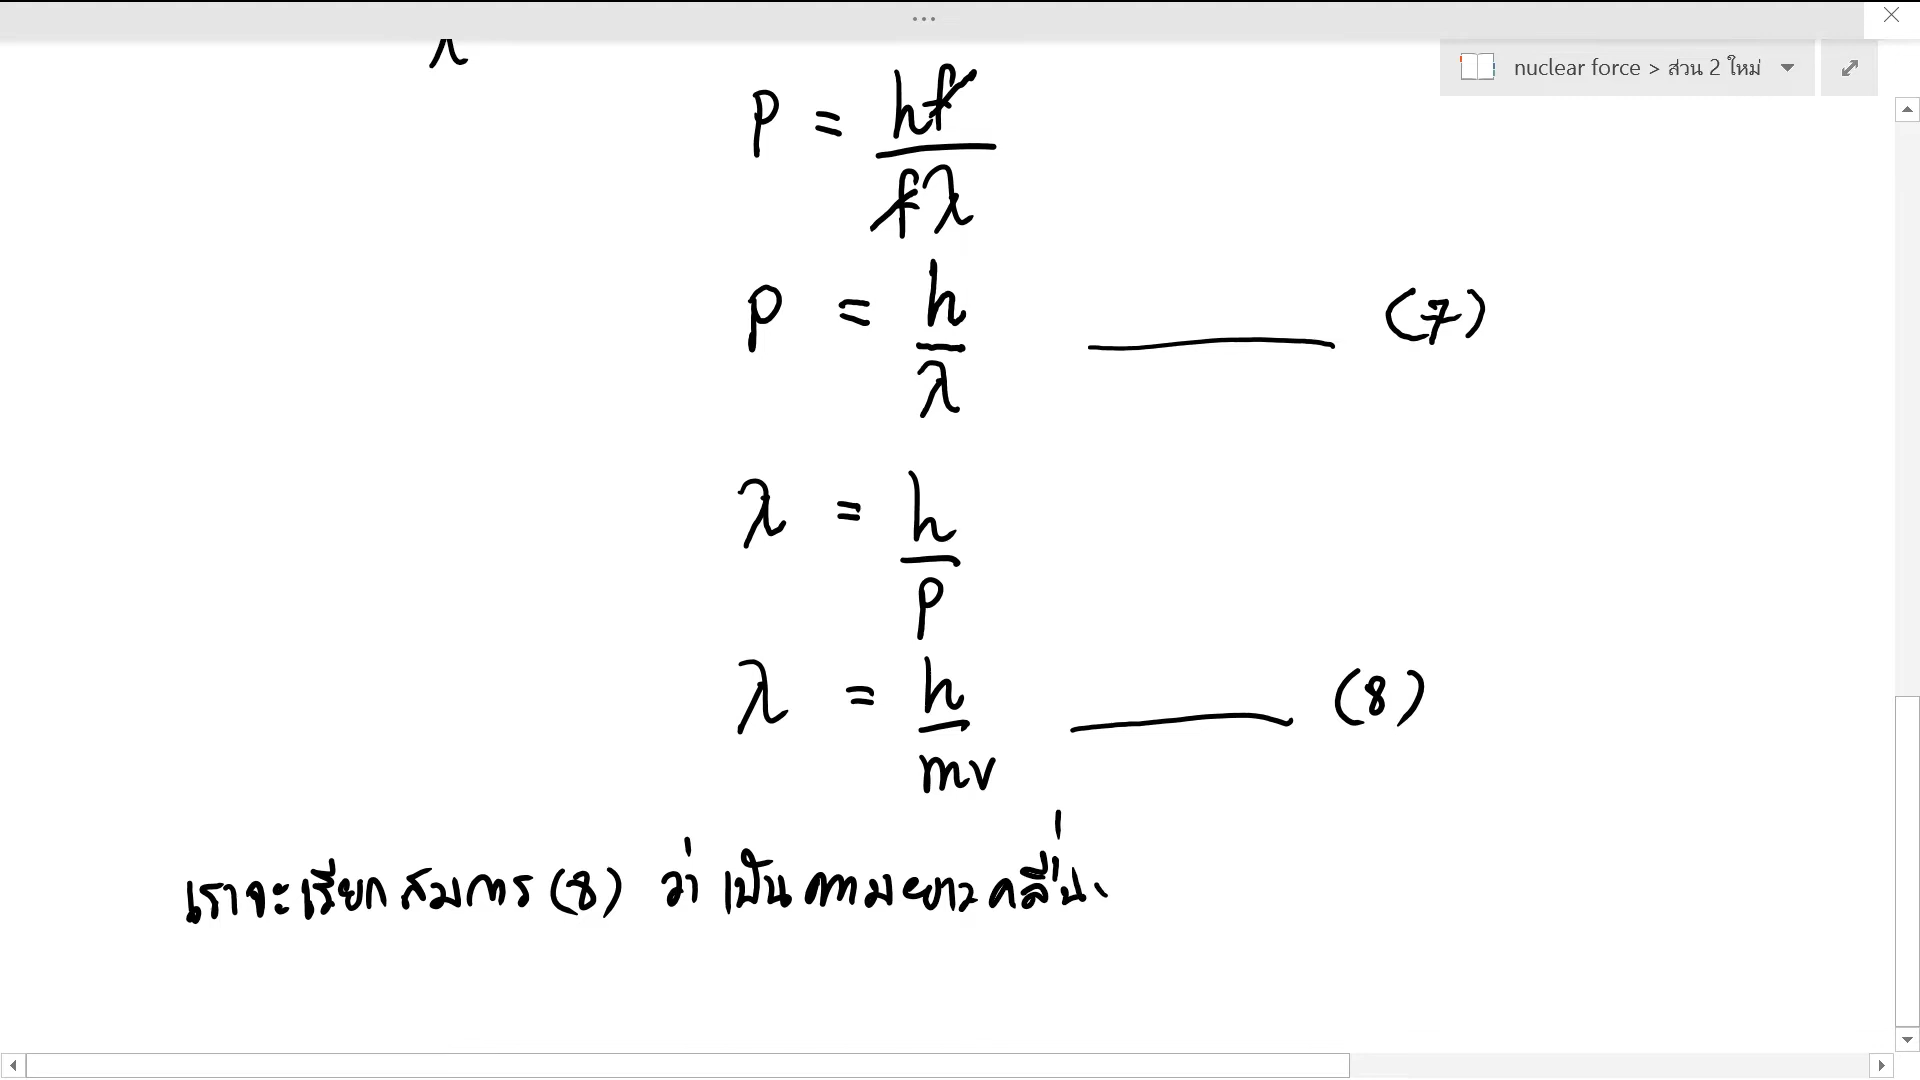 ...
nuclear force > ส่วน 2 ใหม่
λ
P = hf / fλ
P = h / λ (7)
λ = h / P
λ = h / mv (8)
เราจะเรียกสมการ (8) ว่า เป็นความยาวคลื่น